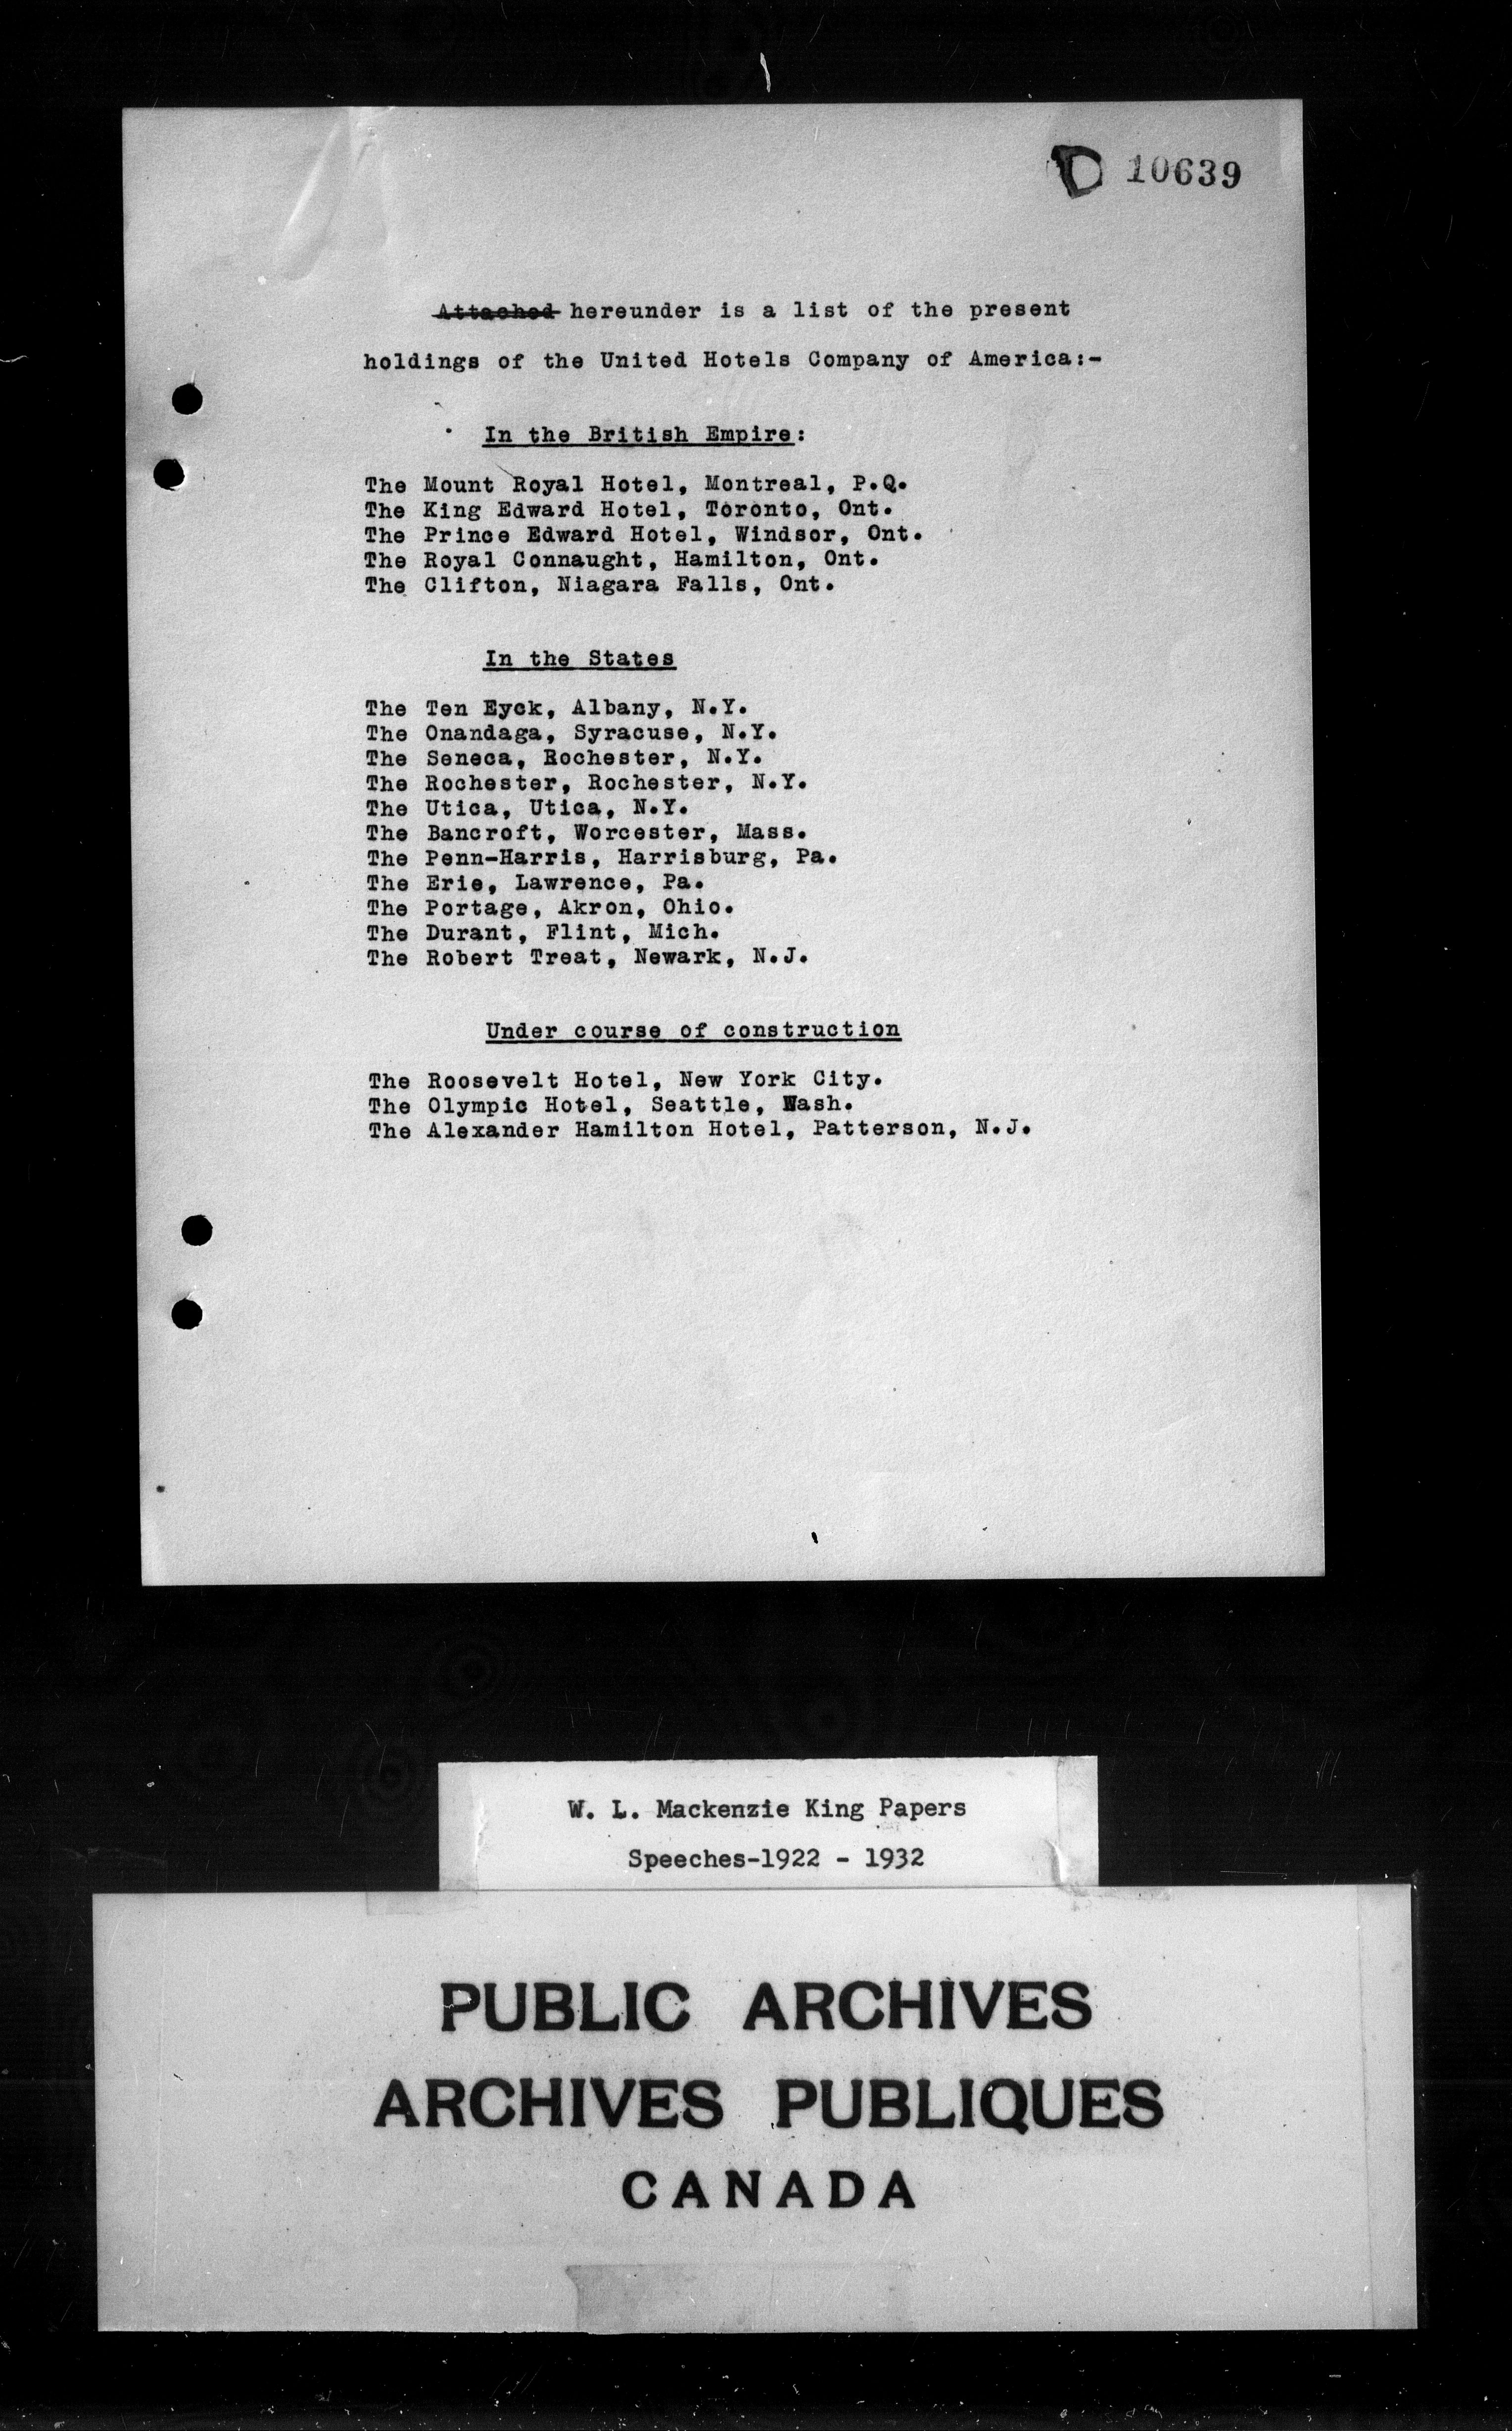 D 10639
Attached hereunder is a list of the present
holdings of the United Hotels Company of America:-
In the British Empire:
The Mount Royal Hotel, Montreal, P.Q.
The King Edward Hotel, Toronto, Ont.
The Prince Edward Hotel, Windsor, Ont.
The Royal Connaught, Hamilton, Ont.
The Clifton, Niagara Falls, Ont.
In the States
The Ten Eyck, Albany, N.Y.
The Onandaga, Syracuse, N.Y.
The Seneca, Rochester, N.Y.
The Rochester, Rochester, N.Y.
The Utica, Utica, N.Y.
The Bancroft, Worcester, Mass.
The Penn-Harris, Harrisburg, Pa.
The Erie, Lawrence, Pa.
The Portage, Akron, Ohio.
The Durant, Flint, Mich.
The Robert Treat, Newark, N.J.
Under course of construction
The Roosevelt Hotel, New York City.
The Olympic Hotel, Seattle, Wash.
The Alexander Hamilton Hotel, Patterson, N.J.
W. L. Mackenzie King Papers
Speeches-1922 - 1932
PUBLIC ARCHIVES
ARCHIVES PUBLIQUES
CANADA